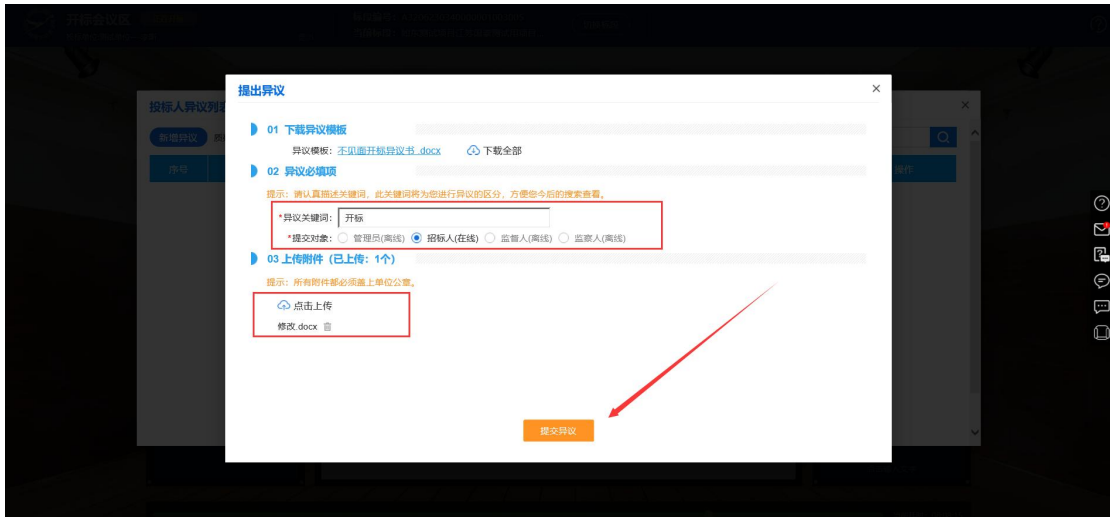 开标会议区
提出异议
×
投标人异议列表
×
01 下载异议模板
新增异议
异议模板: 不见面开标异议书 .docx 下载全部
序号
02 异议必填项
操作
提示: 请认真描述关键词, 此关键词将为您进行异议的区分, 方便您今后的搜索查看。
*异议关键词: 开标
*提交对象: 管理员(离线) 招标人(在线) 监督人(离线) 监察人(离线)
03 上传附件 (已上传: 1个)
提示: 所有附件都必须盖上单位公章。
点击上传
修改.docx
提交异议